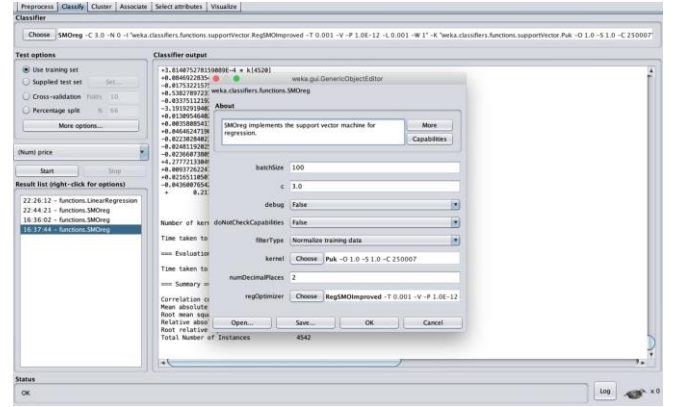 Preprocess Classify Cluster Associate Select attributes Visualize
Classifier
Choose SMOreg -C 3.0 -N 0 -I "weka.classifiers.functions.supportVector.RegSMOImproved -T 0.001 -V -P 1.0E-12 -L 0.001 -W 1" -K "weka.classifiers.functions.supportVector.Puk -O 1.0 -S 1.0 -C 250007
Test options
Use training set
Supplied test set Set...
Cross-validation Folds 10
Percentage split % 66
More options...
(Num) price
Start Stop
Result list (right-click for options)
22:26:12 - functions.LinearRegression
22:44:21 - functions.SMOreg
16:36:02 - functions.SMOreg
16:37:44 - functions.SMOreg
Classifier output
Number of kern
Time taken to
=== Evaluation
Time taken to
=== Summary =
Correlation co
Mean absolute
Root mean squa
Relative abso
Root relative
Total Number of Instances 4542
weka.gui.GenericObjectEditor
weka.classifiers.functions.SMOreg
About
SMOreg implements the support vector machine for
regression.
More
Capabilities
batchSize 100
c 3.0
debug False
doNotCheckCapabilities False
filterType Normalize training data
kernel Choose Puk -O 1.0 -S 1.0 -C 250007
numDecimalPlaces 2
regOptimizer Choose RegSMOImproved -T 0.001 -V -P 1.0E-12
Open... Save... OK Cancel
Status
OK
Log x 0